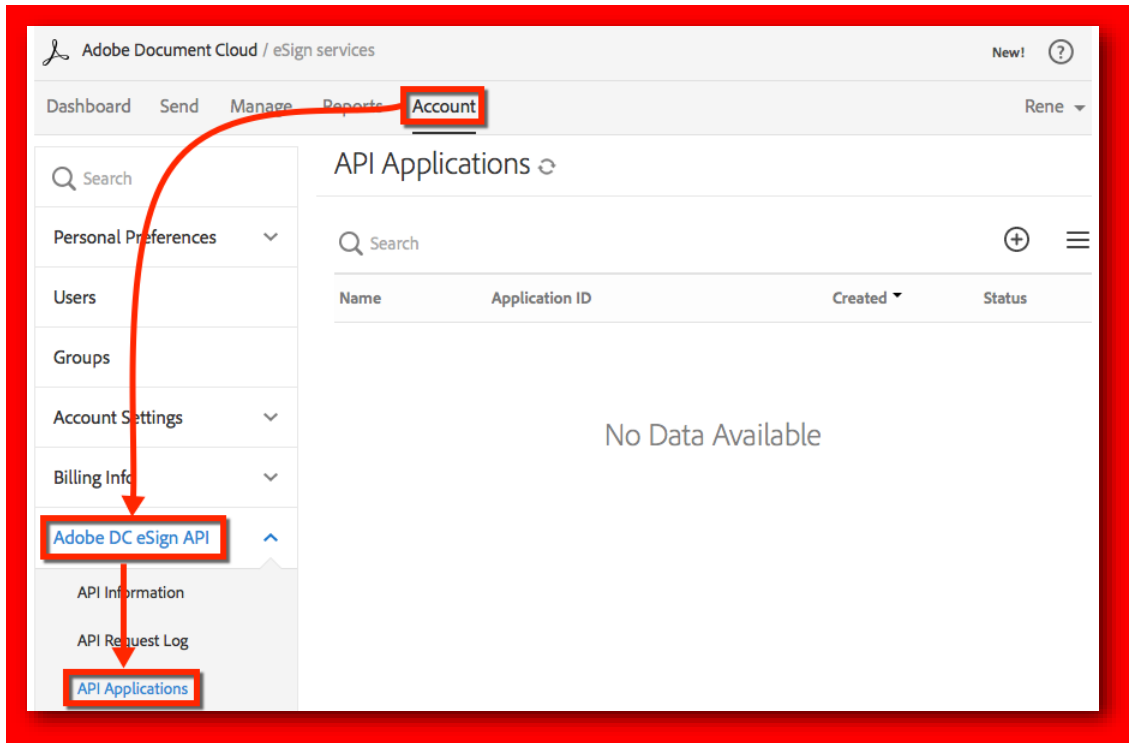 Adobe Document Cloud / eSign services
New!
?
Dashboard Send Manage Reports Account
Rene
Search
Personal Preferences
Users
Groups
Account Settings
Billing Info
Adobe DC eSign API
API Information
API Request Log
API Applications
API Applications
Search
Name Application ID Created Status
No Data Available